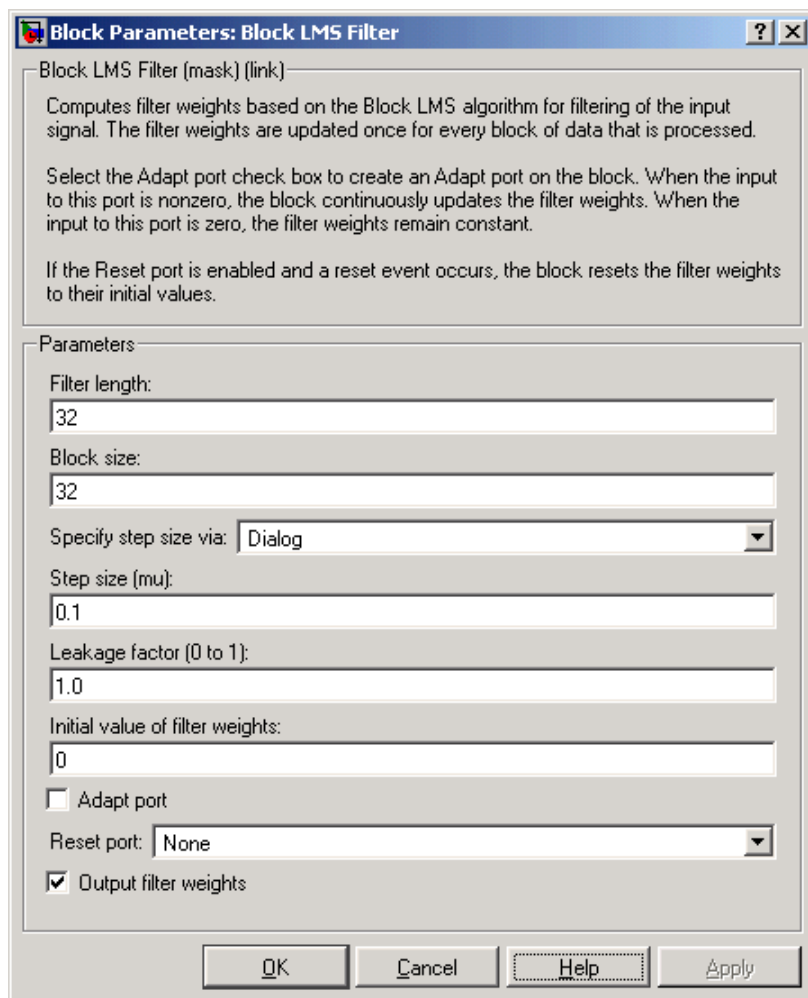 Block Parameters: Block LMS Filter
Block LMS Filter (mask) (link)
Computes filter weights based on the Block LMS algorithm for filtering of the input
signal. The filter weights are updated once for every block of data that is processed.
Select the Adapt port check box to create an Adapt port on the block. When the input
to this port is nonzero, the block continuously updates the filter weights. When the
input to this port is zero, the filter weights remain constant.
If the Reset port is enabled and a reset event occurs, the block resets the filter weights
to their initial values.
Parameters
Filter length:
32
Block size:
32
Specify step size via: Dialog
Step size (mu):
0.1
Leakage factor (0 to 1):
1.0
Initial value of filter weights:
0
Adapt port
Reset port: None
Output filter weights
OK Cancel Help Apply